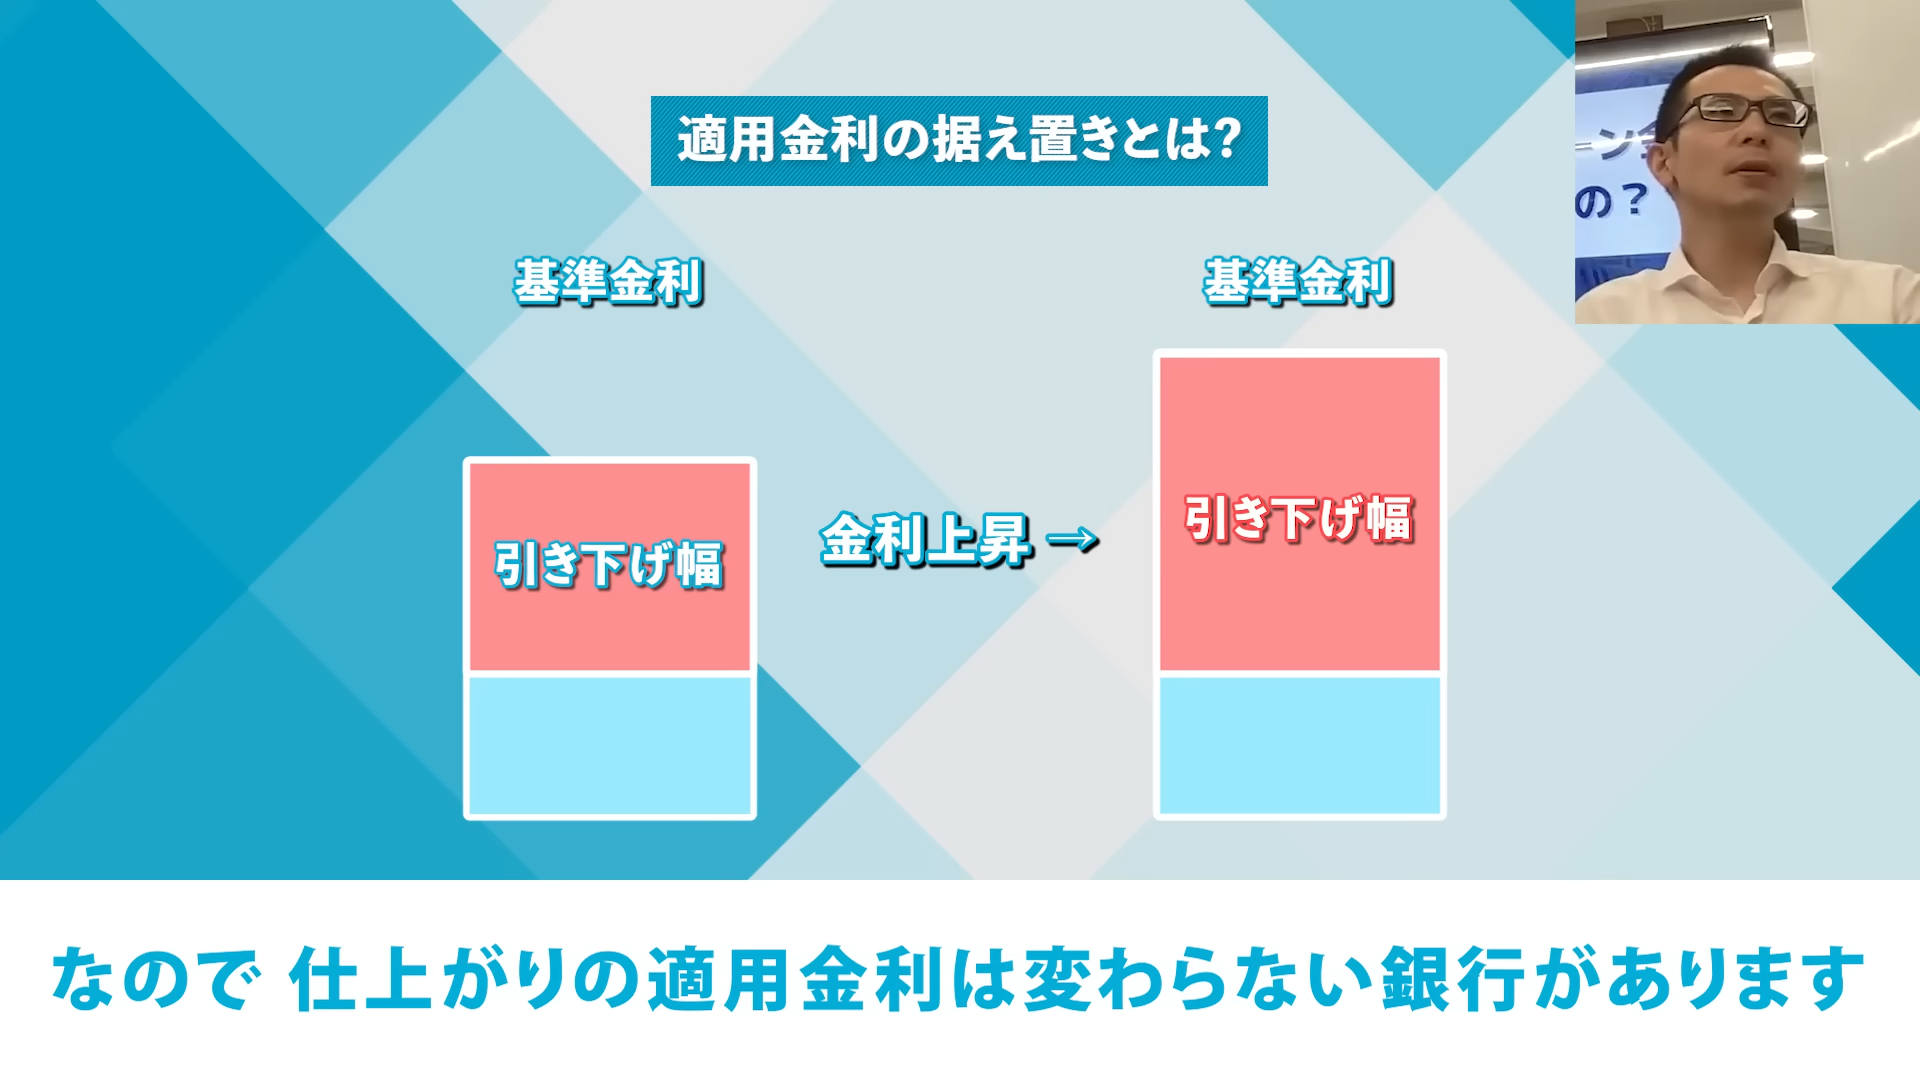 適用金利の据え置きとは?
基準金利
基準金利
引き下げ幅
金利上昇→
引き下げ幅
の？
なので 仕上がりの適用金利は変わらない銀行があります